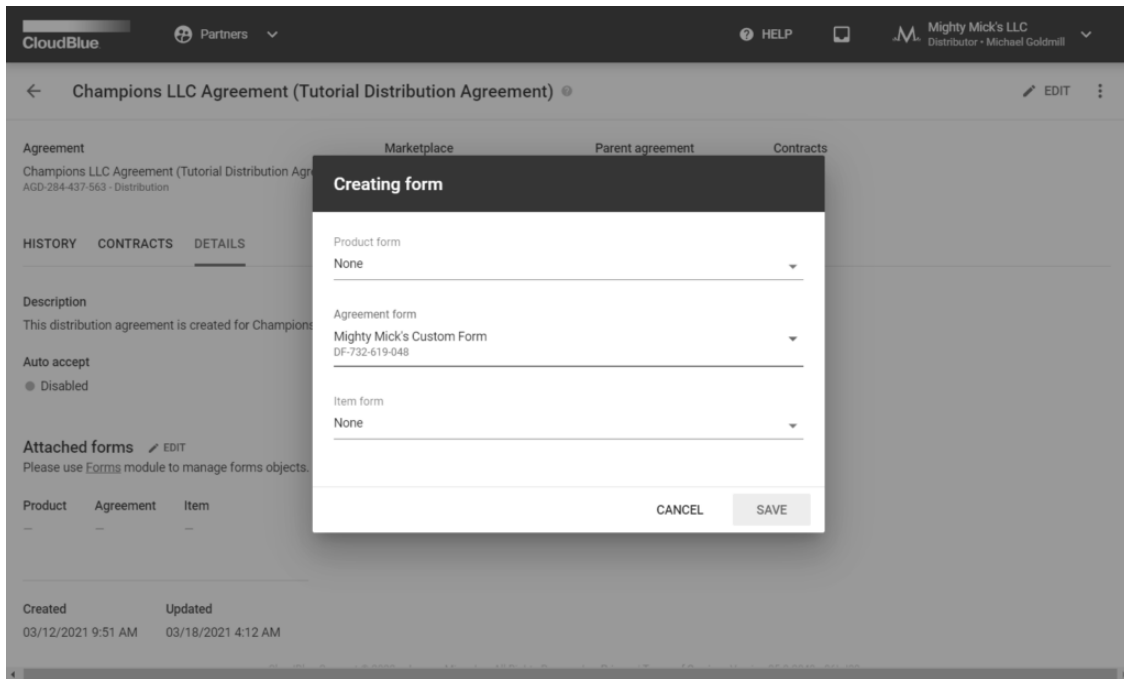 CloudBlue
Partners
HELP
Mighty Mick's LLC
Distributor • Michael Goldmill
Champions LLC Agreement (Tutorial Distribution Agreement)
EDIT
Agreement
Marketplace
Parent agreement
Contracts
Champions LLC Agreement (Tutorial Distribution Agr
AGD-284-437-563 - Distribution
HISTORY
CONTRACTS
DETAILS
Description
This distribution agreement is created for Champions
Auto accept
Disabled
Attached forms
EDIT
Please use Forms module to manage forms objects.
Product
Agreement
Item
—
—
—
Created
Updated
03/12/2021 9:51 AM
03/18/2021 4:12 AM
Creating form
Product form
None
Agreement form
Mighty Mick's Custom Form
DF-732-619-048
Item form
None
CANCEL
SAVE